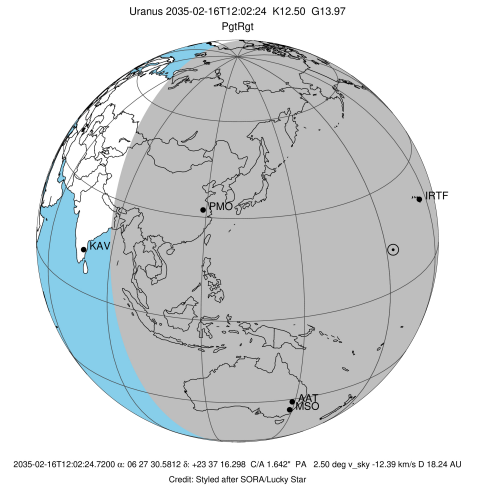 Uranus 2035-02-16T12:02:24 K12.50 G13.97
PgtRgt
IRTF
PMO
KAV
AAT
MSO
2035-02-16T12:02:24.7200 α: 06 27 30.5812 δ: +23 37 16.298 C/A 1.642" PA 2.50 deg v_sky -12.39 km/s D 18.24 AU
Credit: Styled after SORA/Lucky Star